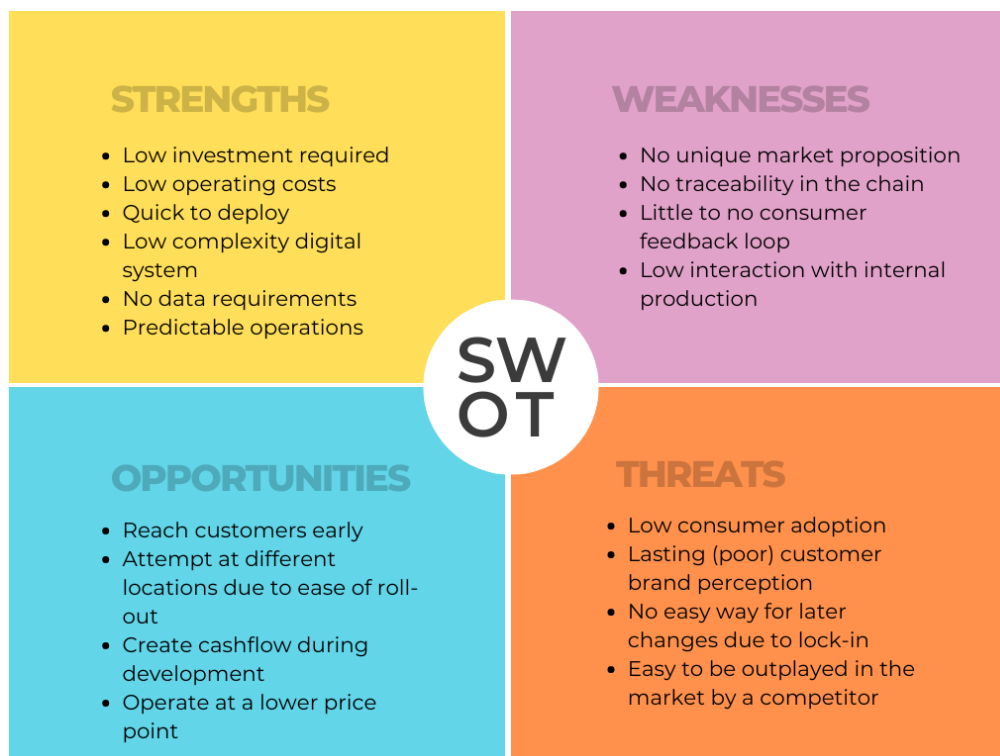 STRENGTHS
• Low investment required
• Low operating costs
• Quick to deploy
• Low complexity digital
system
• No data requirements
• Predictable operations
WEAKNESSES
• No unique market proposition
• No traceability in the chain
• Little to no consumer
feedback loop
• Low interaction with internal
production
SW
OT
OPPORTUNITIES
• Reach customers early
• Attempt at different
locations due to ease of roll-
out
• Create cashflow during
development
• Operate at a lower price
point
THREATS
• Low consumer adoption
• Lasting (poor) customer
brand perception
• No easy way for later
changes due to lock-in
• Easy to be outplayed in the
market by a competitor